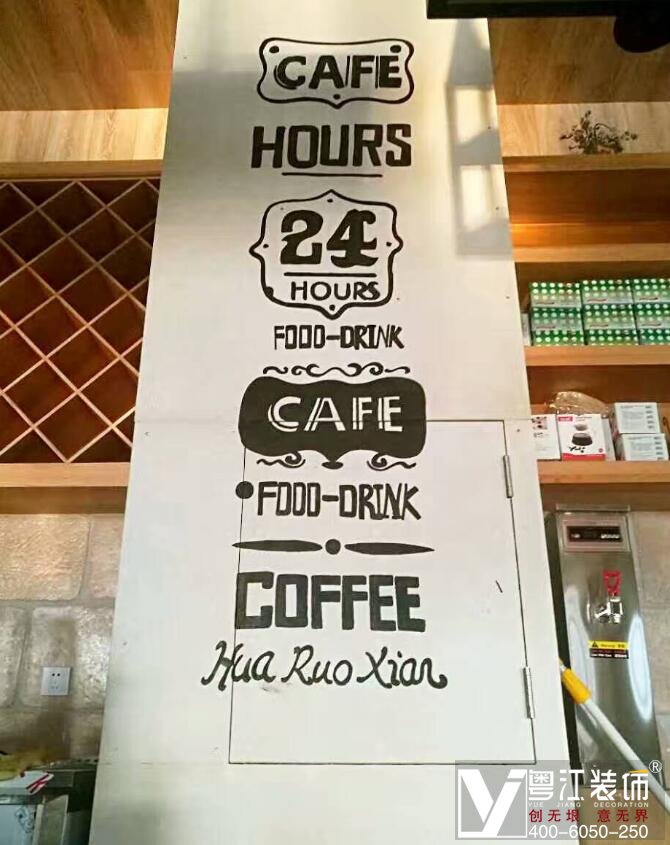 CAFE
HOURS
24
HOURS
FOOD-DRINK
CAFE
FOOD-DRINK
COFFEE
Hua Ruo Xian
粤江装饰®
YUE JIANG DECORATION
创无垠 意无界
400-6050-250